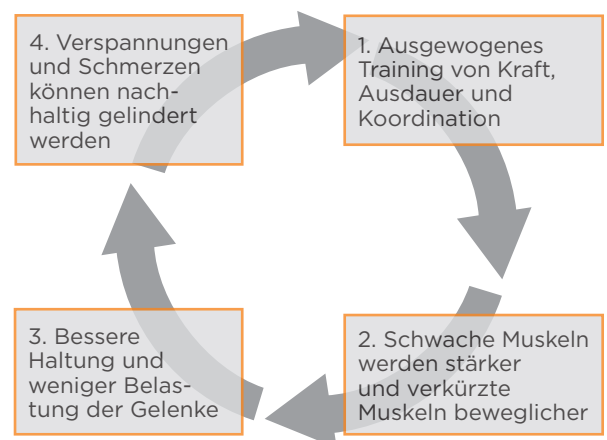 1. Ausgewogenes
Training von Kraft,
Ausdauer und
Koordination
2. Schwache Muskeln
werden stärker
und verkürzte
Muskeln beweglicher
3. Bessere
Haltung und
weniger Belas-
tung der Gelenke
4. Verspannungen
und Schmerzen
können nach-
haltig gelindert
werden